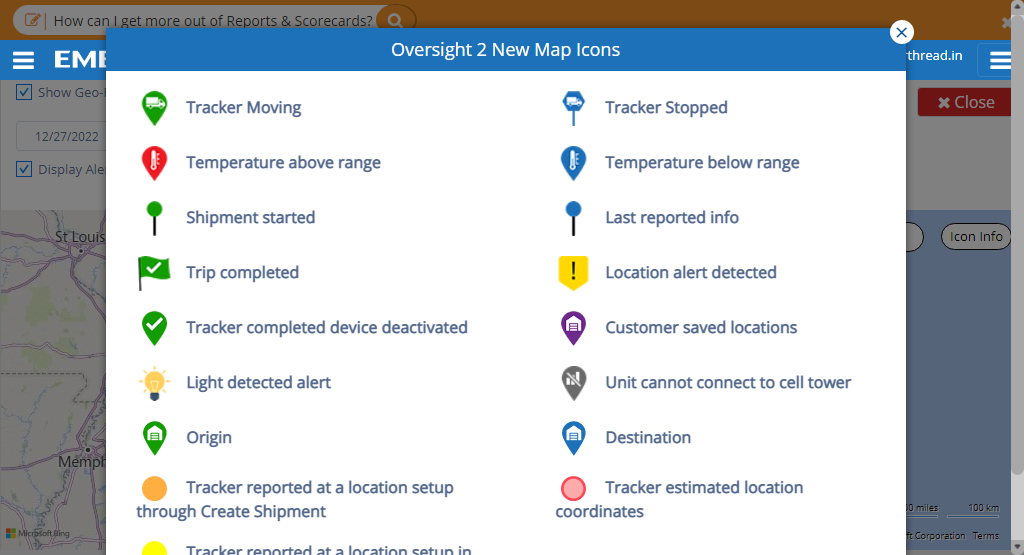 How can I get more out of Reports & Scorecards?
Oversight 2 New Map Icons
EME
rthread.in
Show Geo-
Close
12/27/2022
Display Ale
Tracker Moving
Tracker Stopped
Temperature above range
Temperature below range
Shipment started
Last reported info
St Louis
Icon Info
Trip completed
Location alert detected
Tracker completed device deactivated
Customer saved locations
Light detected alert
Unit cannot connect to cell tower
Origin
Destination
Memph
Tracker reported at a location setup
through Create Shipment
Tracker estimated location
coordinates
miles
100 km
Microsoft Bing
ft Corporation Terms
Tracker reported at a location setup in